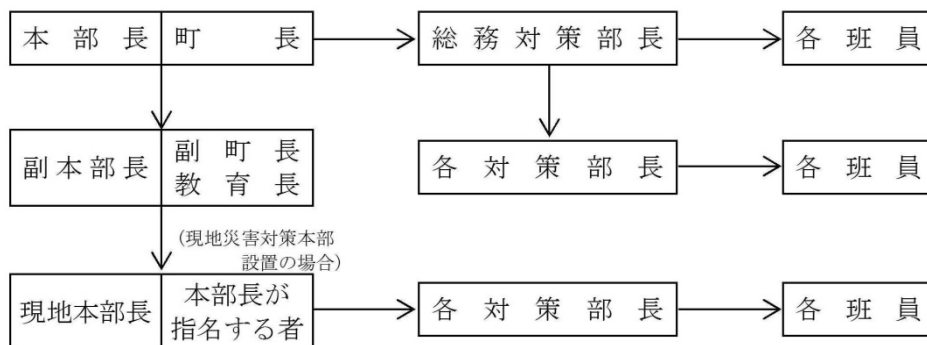 本部長 町長 総務対策部長 各班員
副本部長 副町長 各対策部長 各班員
教育長
(現地災害対策本部
設置の場合)
現地本部長 本部長が 各対策部長 各班員
指名する者